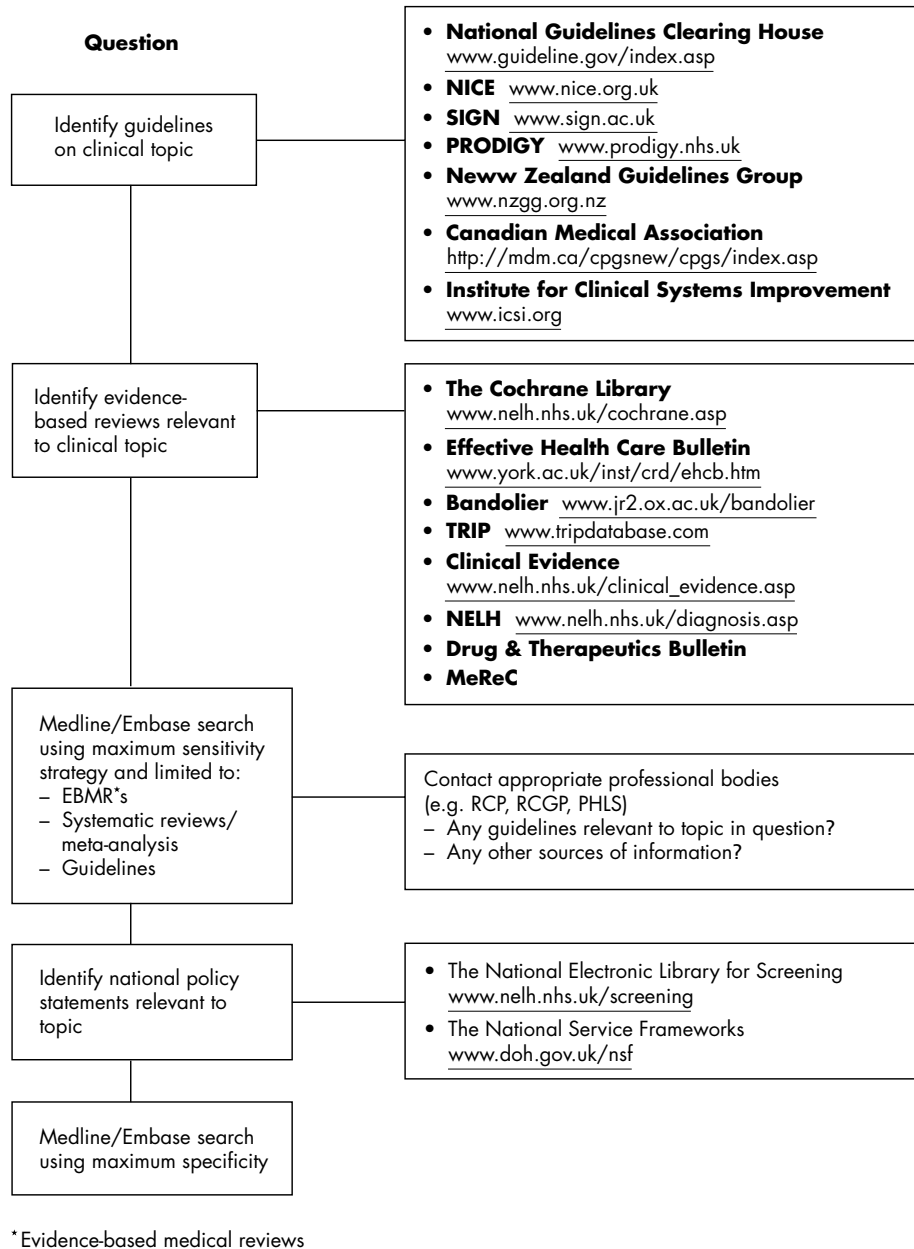 Question
Identify guidelines
on clinical topic
• National Guidelines Clearing House
www.guideline.gov/index.asp
• NICE www.nice.org.uk
• SIGN www.sign.ac.uk
• PRODIGY www.prodigy.nhs.uk
• Neww Zealand Guidelines Group
www.nzgg.org.nz
• Canadian Medical Association
http://mdm.ca/cpgsnew/cpgs/index.asp
• Institute for Clinical Systems Improvement
www.icsi.org
Identify evidence-
based reviews relevant
to clinical topic
• The Cochrane Library
www.nelh.nhs.uk/cochrane.asp
• Effective Health Care Bulletin
www.york.ac.uk/inst/crd/ehcb.htm
• Bandolier www.jr2.ox.ac.uk/bandolier
• TRIP www.tripdatabase.com
• Clinical Evidence
www.nelh.nhs.uk/clinical_evidence.asp
• NELH www.nelh.nhs.uk/diagnosis.asp
• Drug & Therapeutics Bulletin
• MeReC
Medline/Embase search
using maximum sensitivity
strategy and limited to:
– EBMR*s
– Systematic reviews/
meta-analysis
– Guidelines
Contact appropriate professional bodies
(e.g. RCP, RCGP, PHLS)
– Any guidelines relevant to topic in question?
– Any other sources of information?
Identify national policy
statements relevant to
topic
• The National Electronic Library for Screening
www.nelh.nhs.uk/screening
• The National Service Frameworks
www.doh.gov.uk/nsf
Medline/Embase search
using maximum specificity
*Evidence-based medical reviews